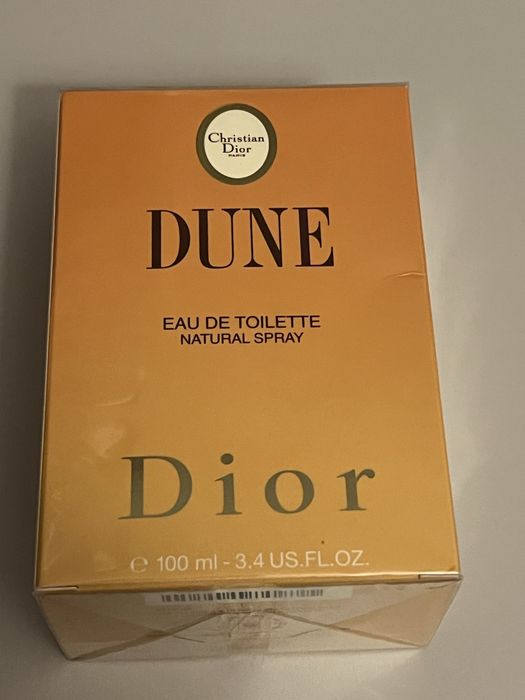 Christian
Dior
PARIS
DUNE
EAU DE TOILETTE
NATURAL SPRAY
Dior
℮ 100 ml - 3.4 US.FL.OZ.